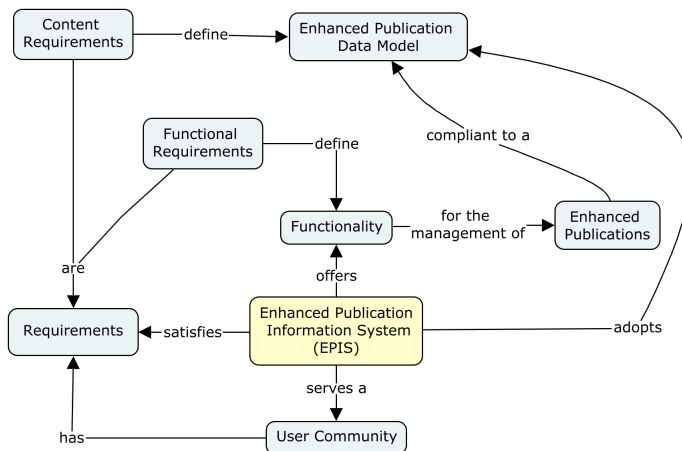 Content
Requirements
define
Enhanced Publication
Data Model
Functional
Requirements
define
compliant to a
Functionality
for the
management of
Enhanced
Publications
are
offers
Requirements
satisfies
Enhanced Publication
Information System
(EPIS)
adopts
serves a
has
User Community